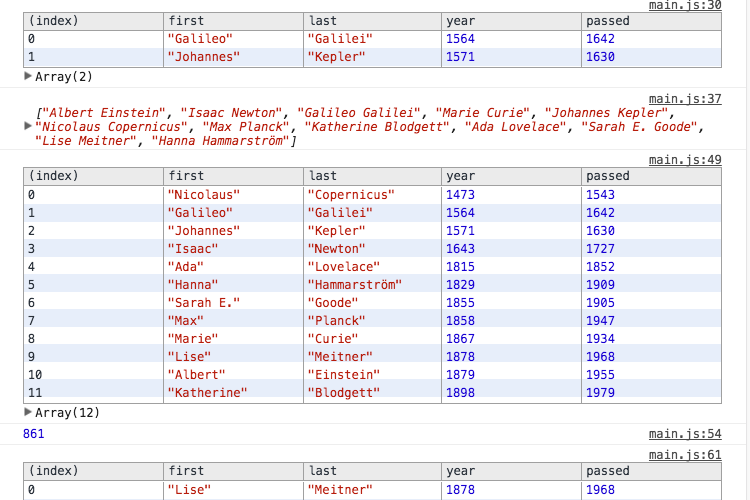 main.js:30
(index) first last year passed
0 "Galileo" "Galilei" 1564 1642
1 "Johannes" "Kepler" 1571 1630
Array(2)
main.js:37
["Albert Einstein", "Isaac Newton", "Galileo Galilei", "Marie Curie", "Johannes Kepler",
"Nicolaus Copernicus", "Max Planck", "Katherine Blodgett", "Ada Lovelace", "Sarah E. Goode",
"Lise Meitner", "Hanna Hammarström"]
main.js:49
(index) first last year passed
0 "Nicolaus" "Copernicus" 1473 1543
1 "Galileo" "Galilei" 1564 1642
2 "Johannes" "Kepler" 1571 1630
3 "Isaac" "Newton" 1643 1727
4 "Ada" "Lovelace" 1815 1852
5 "Hanna" "Hammarström" 1829 1909
6 "Sarah E." "Goode" 1855 1905
7 "Max" "Planck" 1858 1947
8 "Marie" "Curie" 1867 1934
9 "Lise" "Meitner" 1878 1968
10 "Albert" "Einstein" 1879 1955
11 "Katherine" "Blodgett" 1898 1979
Array(12)
861 main.js:54
main.js:61
(index) first last year passed
0 "Lise" "Meitner" 1878 1968